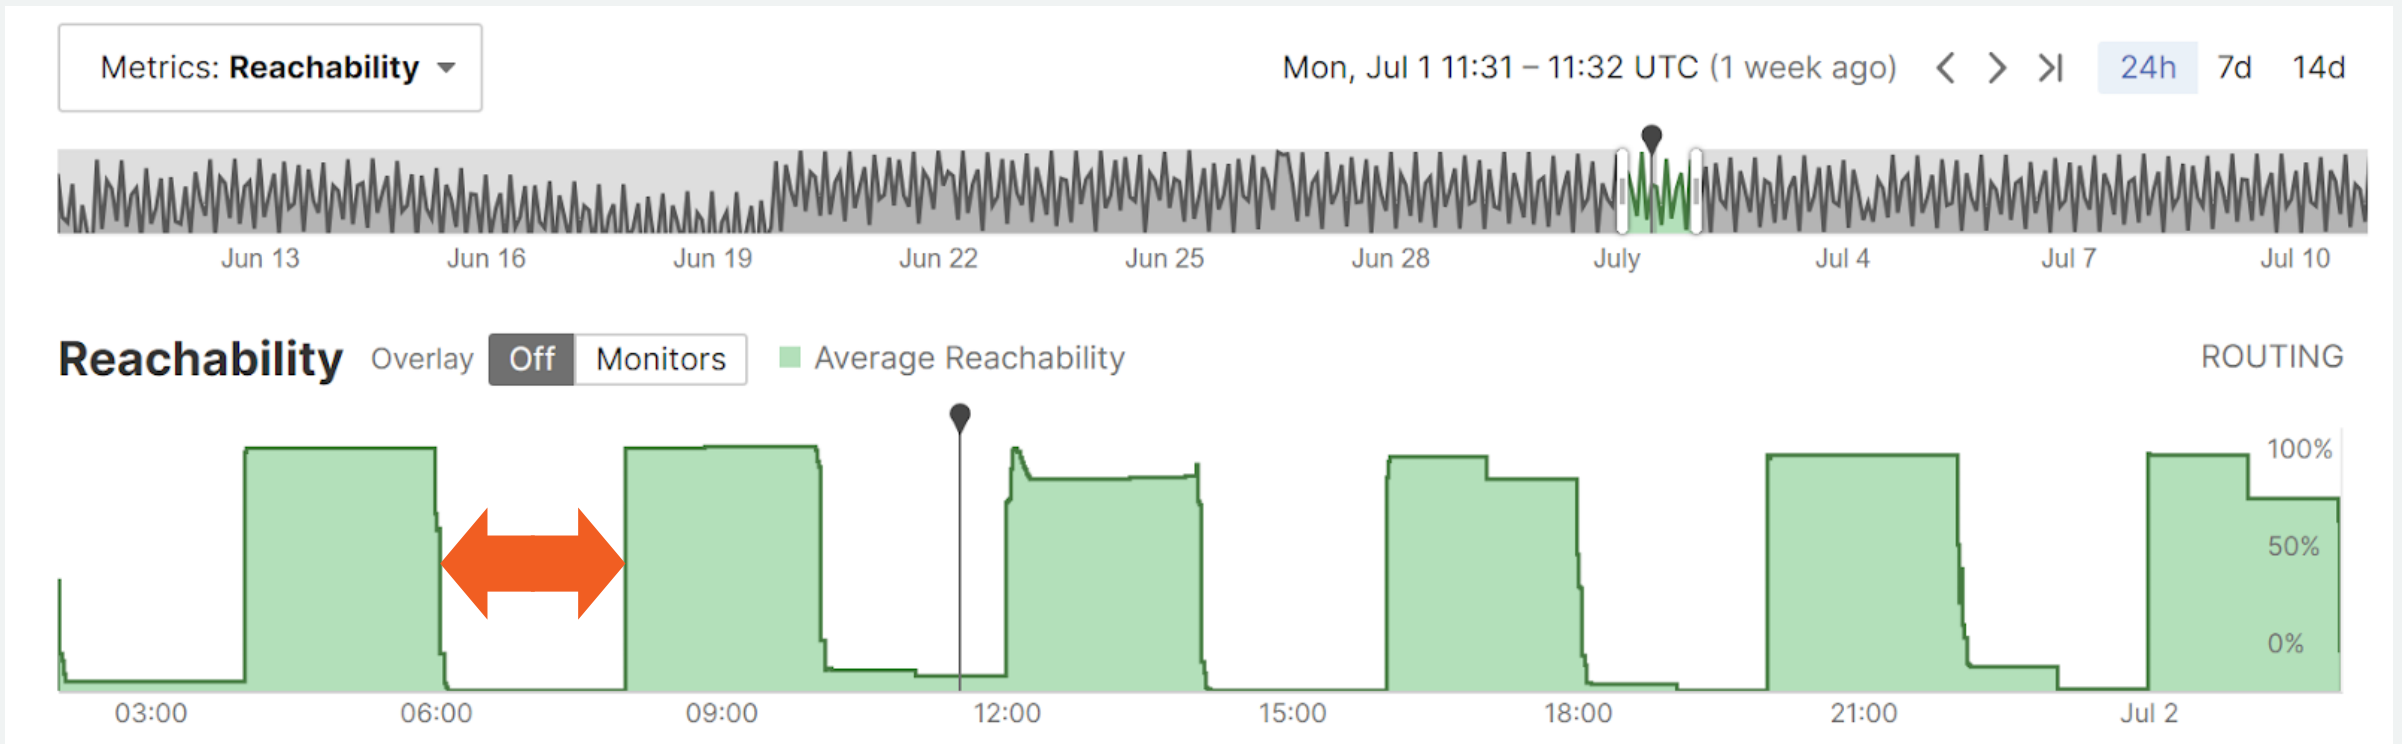 Metrics: Reachability
Mon, Jul 1 11:31 – 11:32 UTC (1 week ago)
24h 7d 14d
Jun 13 Jun 16 Jun 19 Jun 22 Jun 25 Jun 28 July Jul 4 Jul 7 Jul 10
Reachability Overlay Off Monitors Average Reachability ROUTING
100%
50%
0%
03:00 06:00 09:00 12:00 15:00 18:00 21:00 Jul 2